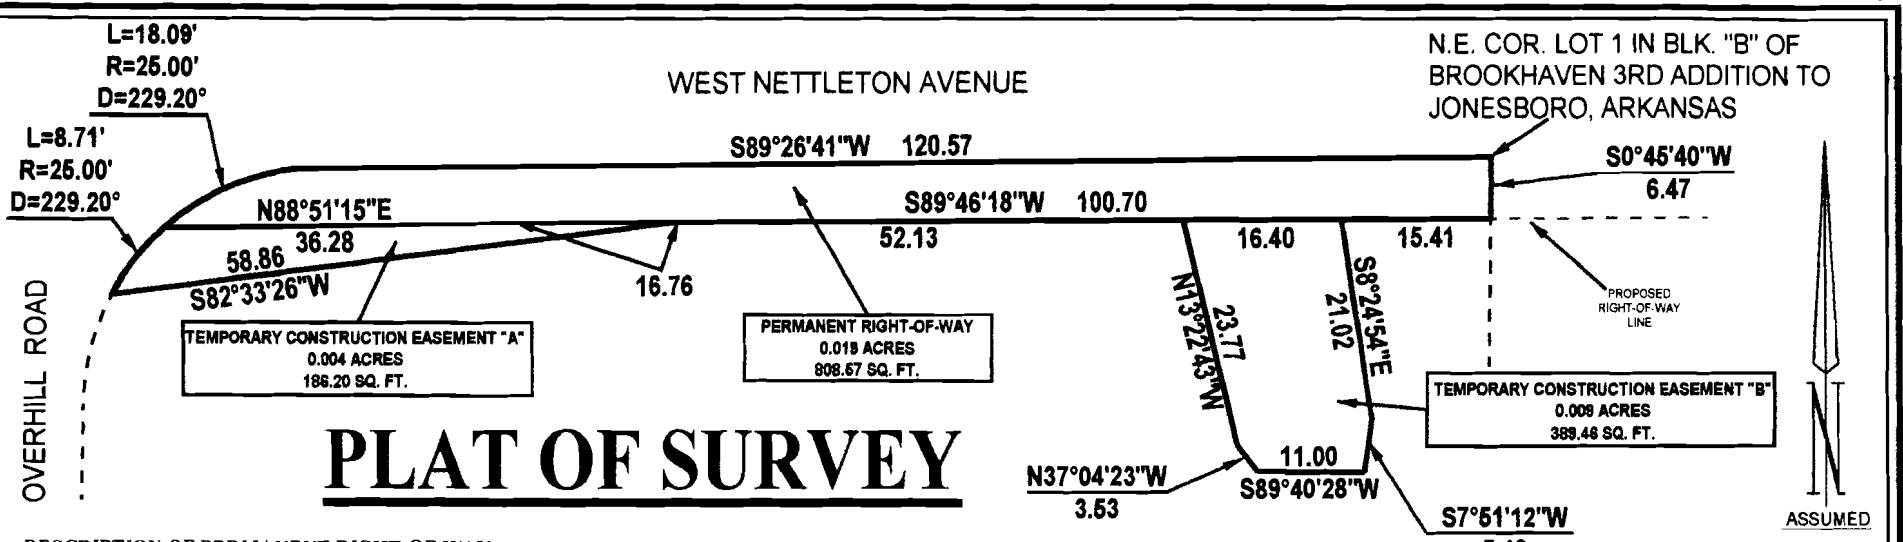 L=18.09'
R=25.00'
D=229.20°
L=8.71'
R=25.00'
D=229.20°
WEST NETTLETON AVENUE
N.E. COR. LOT 1 IN BLK. "B" OF
BROOKHAVEN 3RD ADDITION TO
JONESBORO, ARKANSAS
S89°26'41"W 120.57
S0°45'40"W
6.47
N88°51'15"E
36.28
S89°46'18"W 100.70
52.13
16.40
15.41
58.86
S82°33'26"W
16.76
N13°22'43"W
23.77
S8°24'54"E
21.02
PROPOSED
RIGHT-OF-WAY
LINE
OVERHILL ROAD
TEMPORARY CONSTRUCTION EASEMENT "A"
0.004 ACRES
186.20 SQ. FT.
PERMANENT RIGHT-OF-WAY
ACRES
808.67 SQ. FT.
TEMPORARY CONSTRUCTION EASEMENT "B"
0.009 ACRES
389.46 SQ. FT.
PLAT OF SURVEY
N37°04'23"W
3.53
11.00
S89°40'28"W
S7°51'12"W
N
ASSUMED